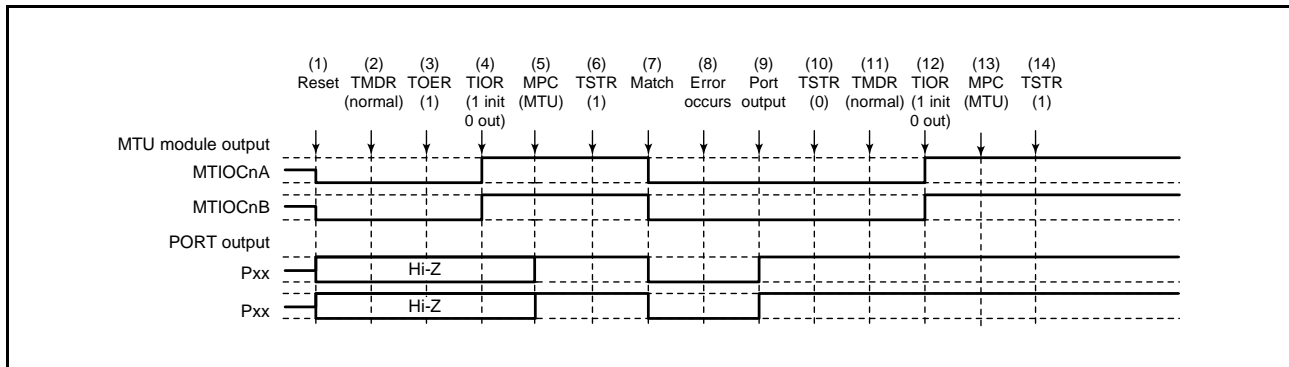 (1) (2) (3) (4) (5) (6) (7) (8) (9) (10) (11) (12) (13) (14)
Reset TMDR TOER TIOR MPC TSTR Match Error Port TSTR TMDR TIOR MPC TSTR
(normal) (1) (1 init (MTU) (1) occurs output (0) (normal) (1 init (MTU) (1)
0 out) 0 out)
MTU module output
MTIOCnA
MTIOCnB
PORT output
Pxx Hi-Z
Pxx Hi-Z